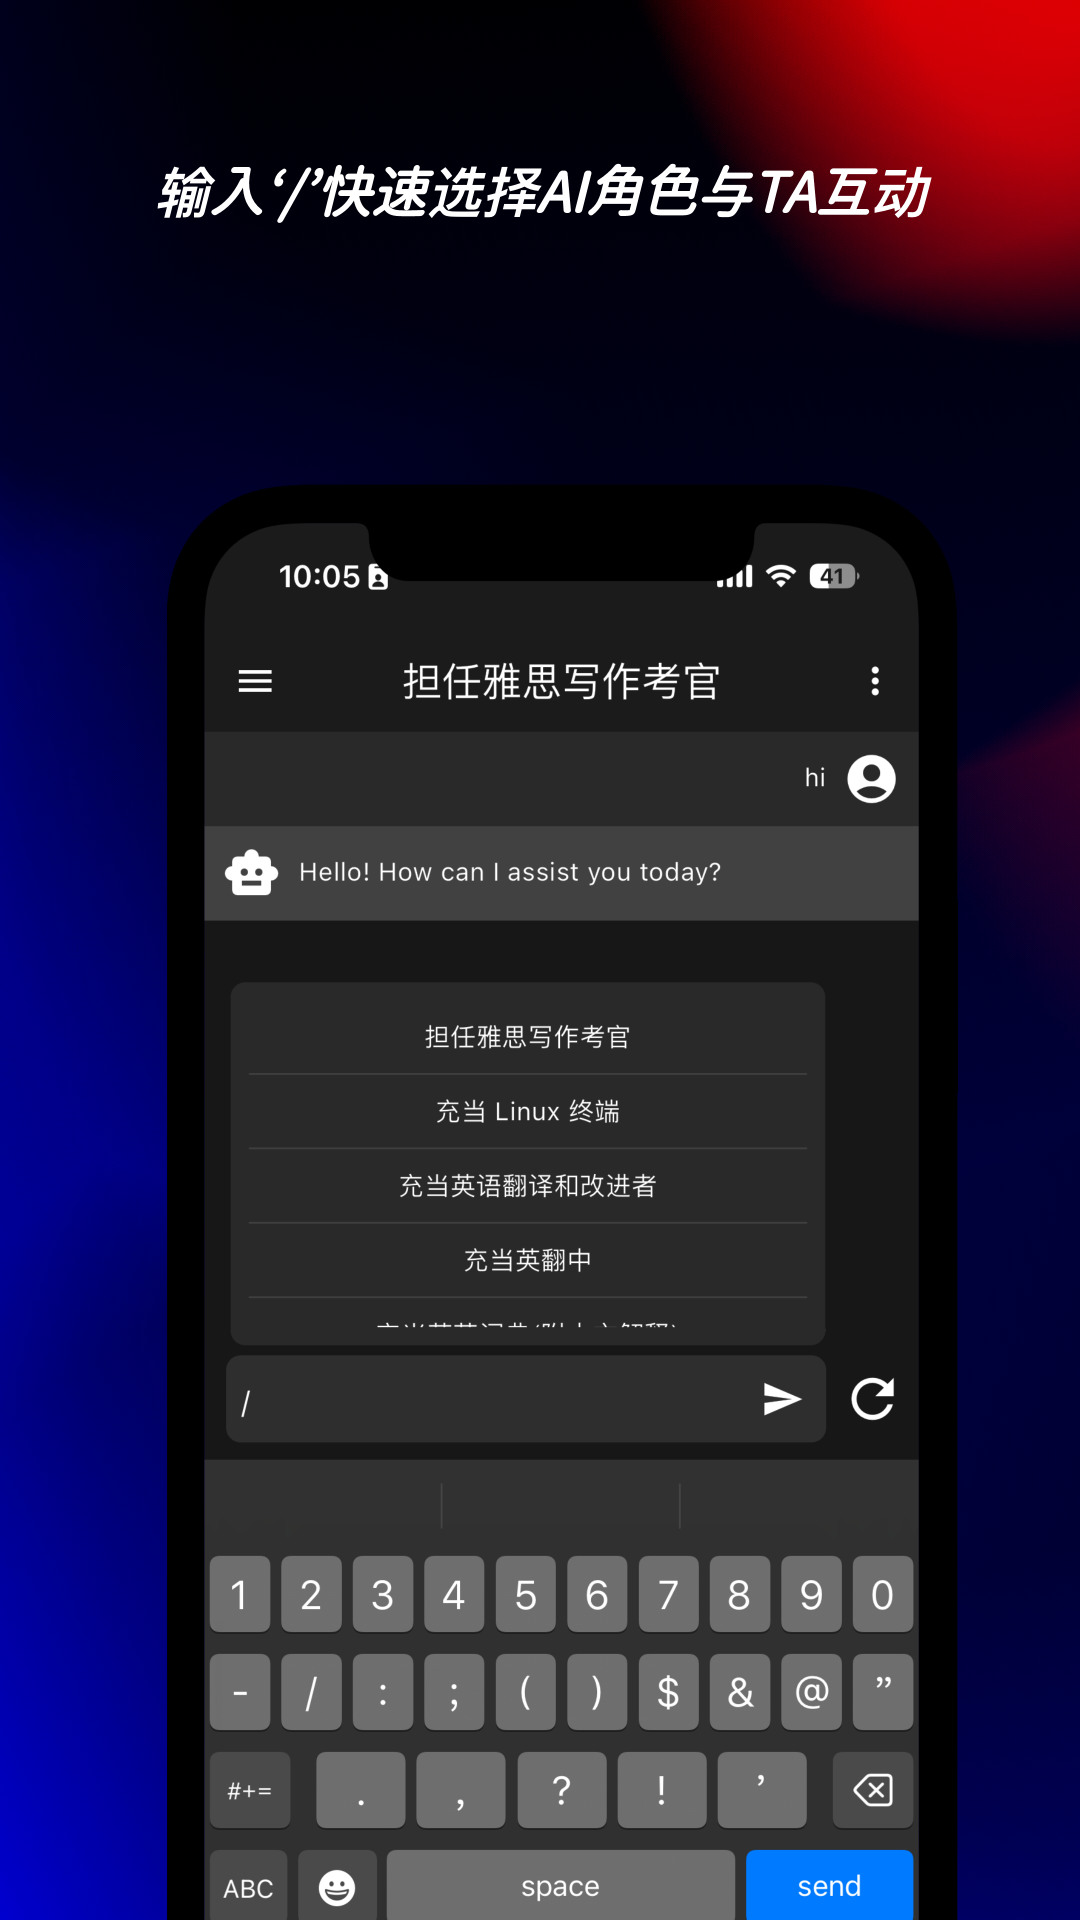 输入‘/’快速选择AI角色与TA互动
10:05
41
担任雅思写作考官
hi
Hello! How can I assist you today?
担任雅思写作考官
充当 Linux 终端
充当英语翻译和改进者
充当英翻中
/
1 2 3 4 5 6 7 8 9 0
- / : ; ( ) $ & @ ”
#+= . , ? ! ’
ABC space send